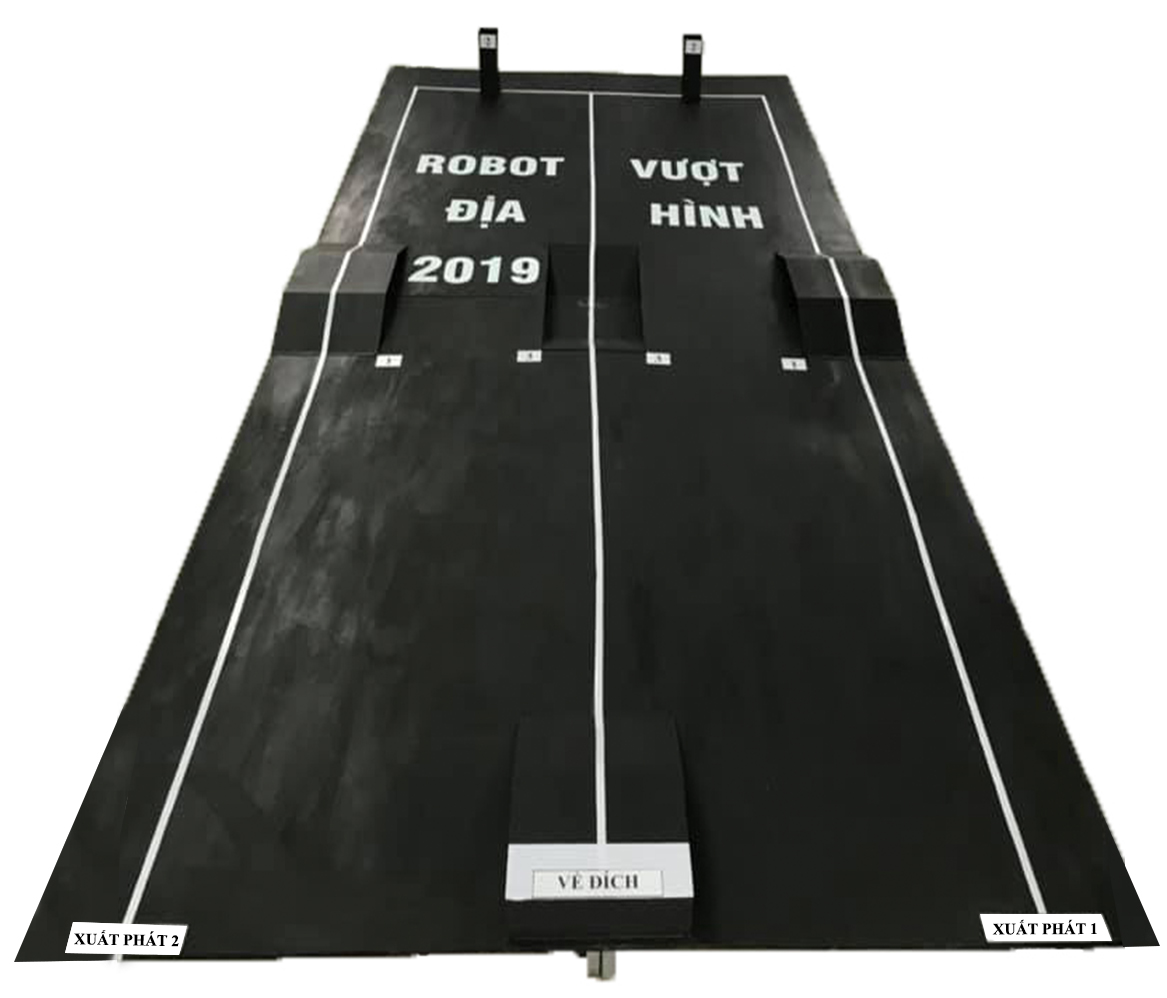 ROBOT VƯỢT
ĐỊA HÌNH
2019
VỀ ĐÍCH
XUẤT PHÁT 2
XUẤT PHÁT 1